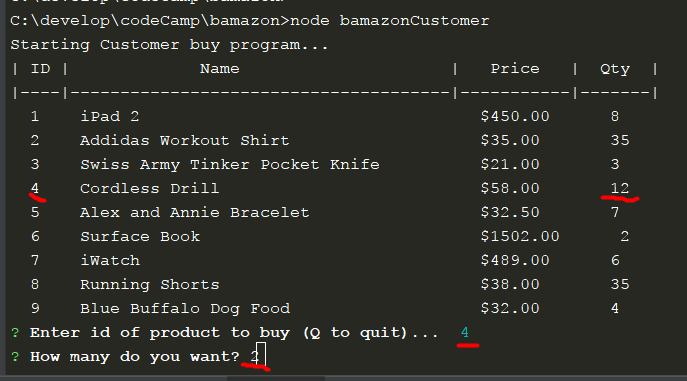 C:\develop\codeCamp\bamazon>node bamazonCustomer
Starting Customer buy program...
| ID |             Name                     |   Price   |  Qty  |
|----|--------------------------------------|-----------|-------|
1    iPad 2    $450.00    8
2    Addidas Workout Shirt    $35.00    35
3    Swiss Army Tinker Pocket Knife    $21.00    3
4    Cordless Drill    $58.00    12
5    Alex and Annie Bracelet    $32.50    7
6    Surface Book    $1502.00    2
7    iWatch    $489.00    6
8    Running Shorts    $38.00    35
9    Blue Buffalo Dog Food    $32.00    4
? Enter id of product to buy (Q to quit)...  4
? How many do you want? 2